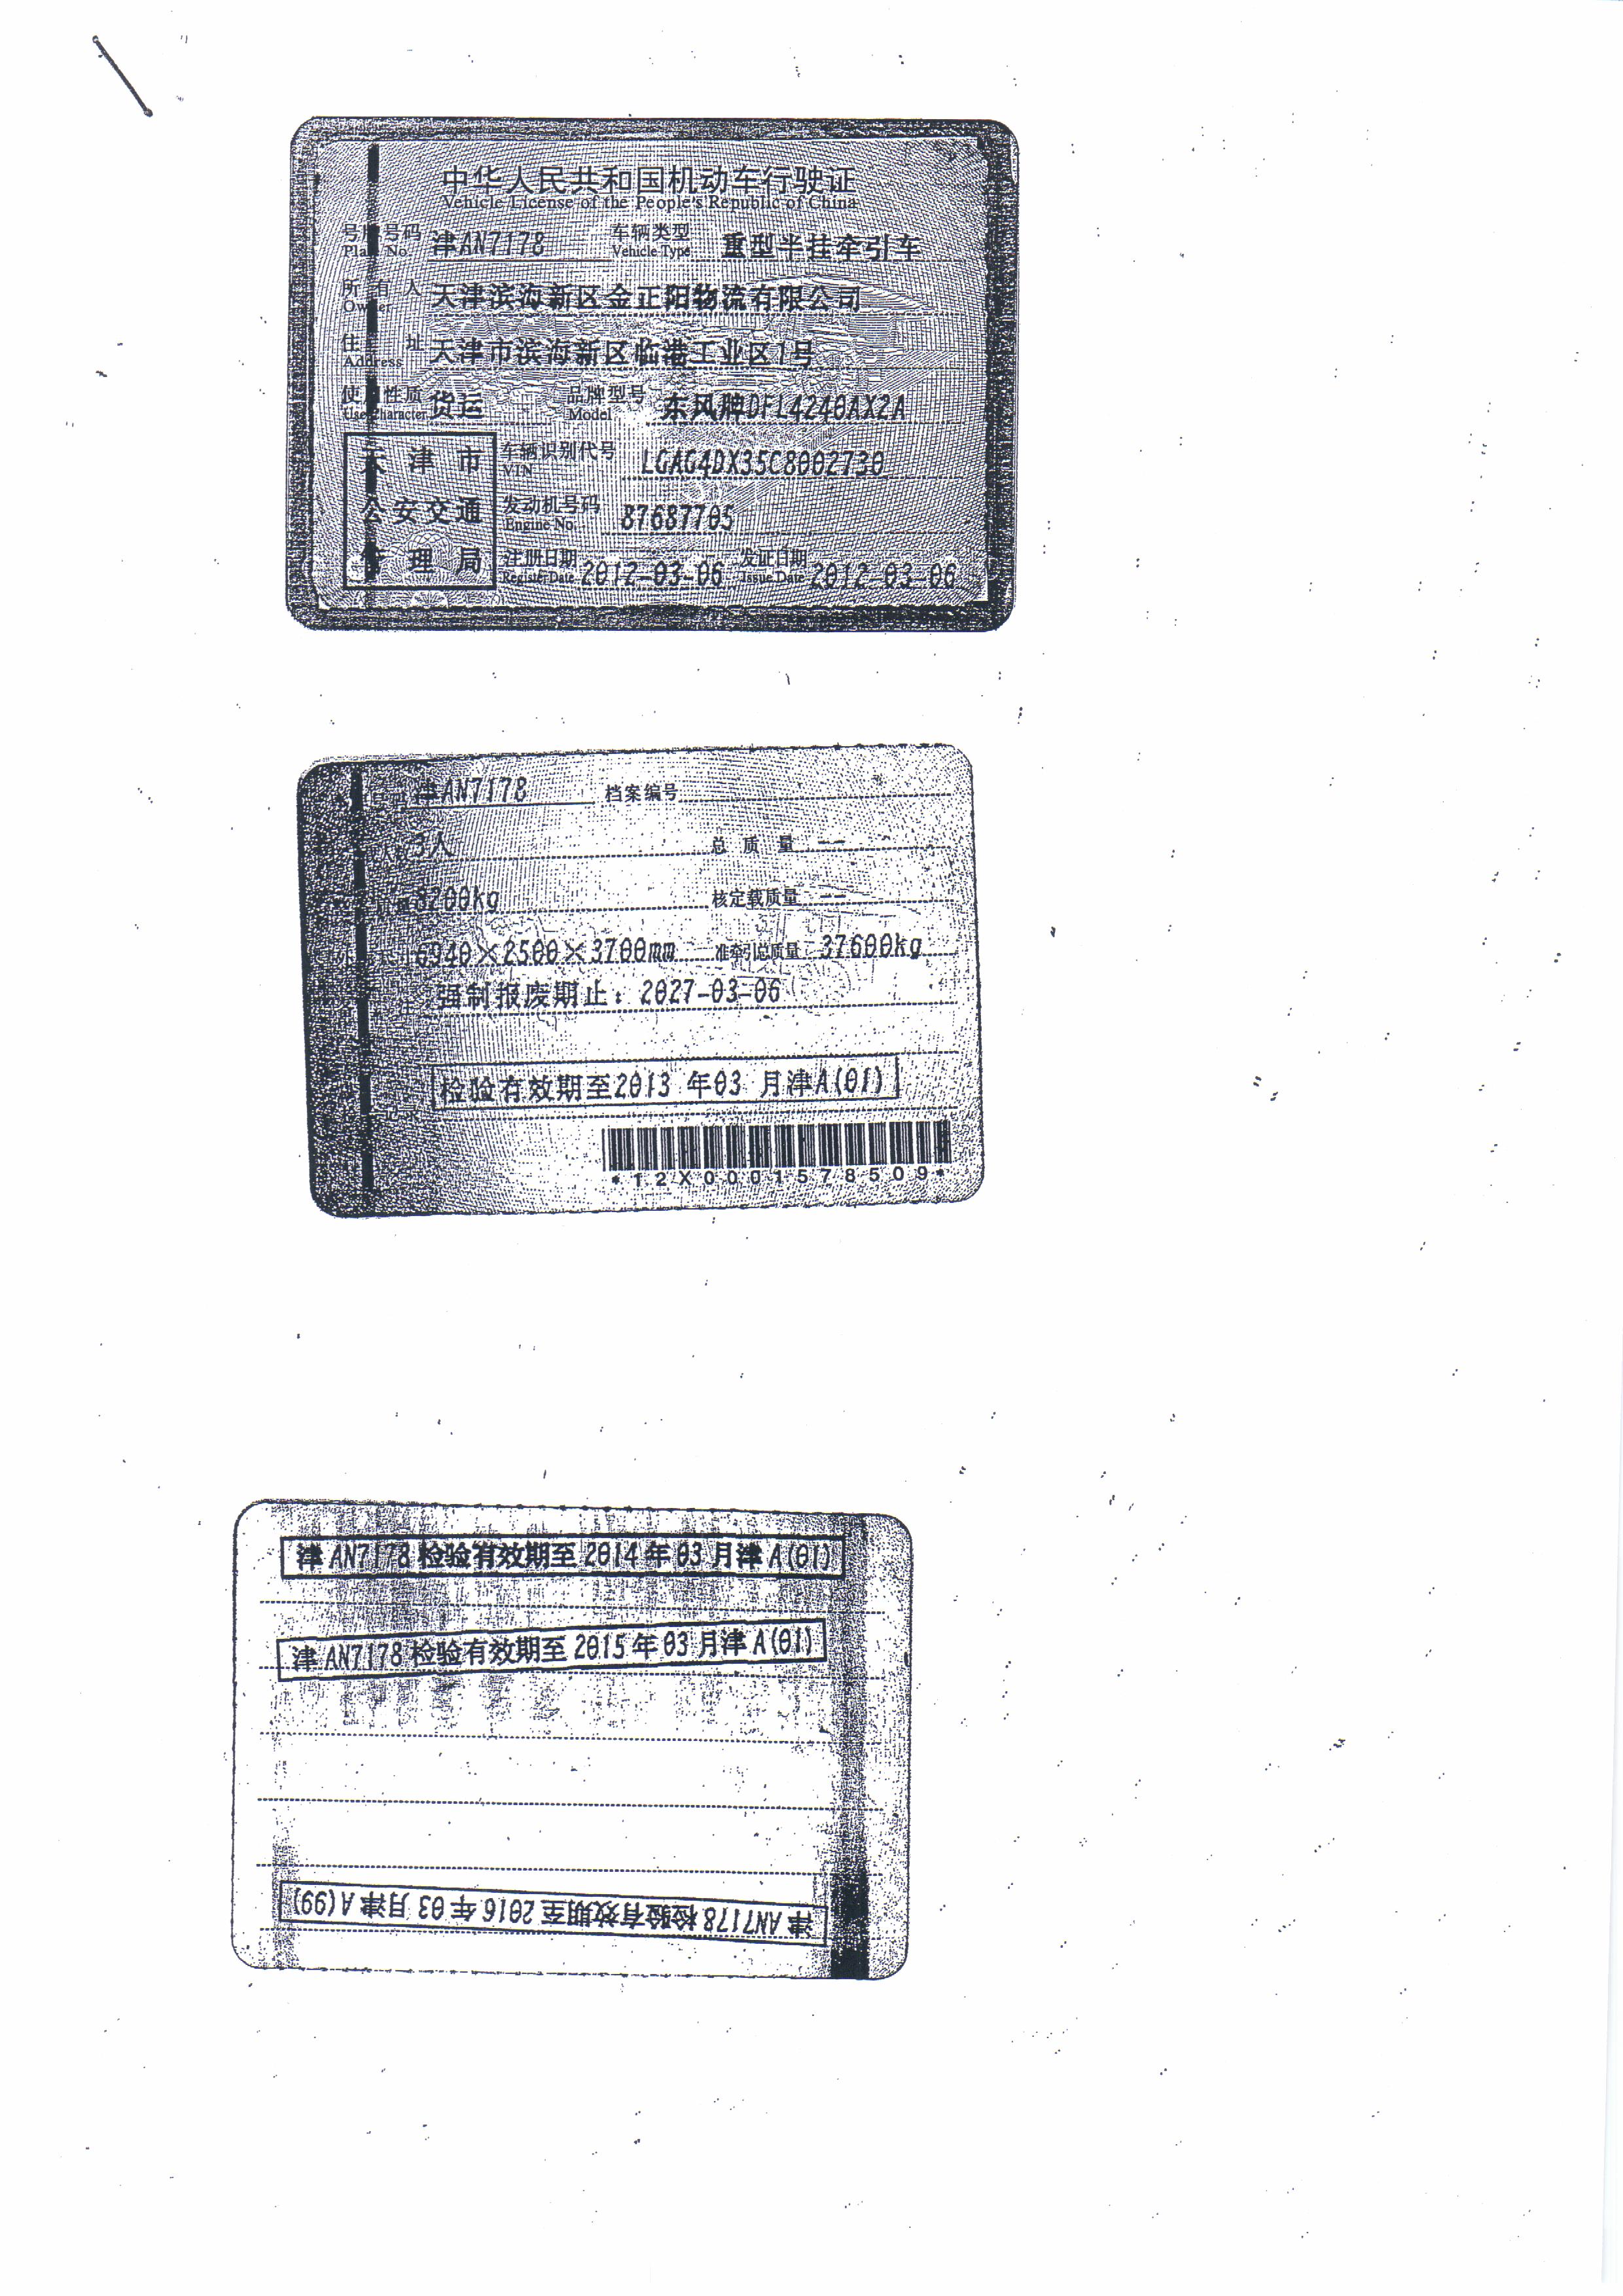 中华人民共和国机动车行驶证
Vehicle License of the People's Republic of China
号牌号码 津AN7178 车辆类型 重型半挂牵引车
Plate No. Vehicle Type
所有人 天津滨海新区金正阳物流有限公司
Owner
住址 天津市滨海新区临港工业区1号
Address
使用性质 货运 品牌型号 东风牌DFL4240AX2A
Use Character Model
天津市
公安交通
管理局
车辆识别代号 LGAG4DX35C8002730
VIN
发动机号码 87687705
Engine No.
注册日期 2012-03-06 发证日期 2012-03-06
Register Date Issue Date
津AN7178 档案编号
3人 总质量 --
8200kg 核定载质量 --
6940×2500×3700mm 准牵引总质量 37600kg
强制报废期止：2027-03-06
检验有效期至2013年03月津A(01)
*12X0001578509*
津AN7178检验有效期至2014年03月津A(01)
津AN7178检验有效期至2015年03月津A(01)
津AN7178检验有效期至2016年03月津A(99)